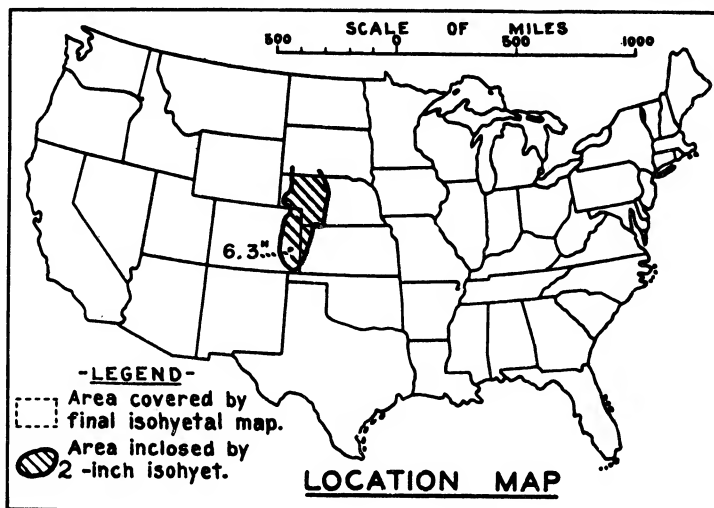 SCALE OF MILES
500 0 500 1000
6.3"
-LEGEND-
Area covered by
final isohyetal map.
Area inclosed by
2 -inch isohyet.
LOCATION MAP